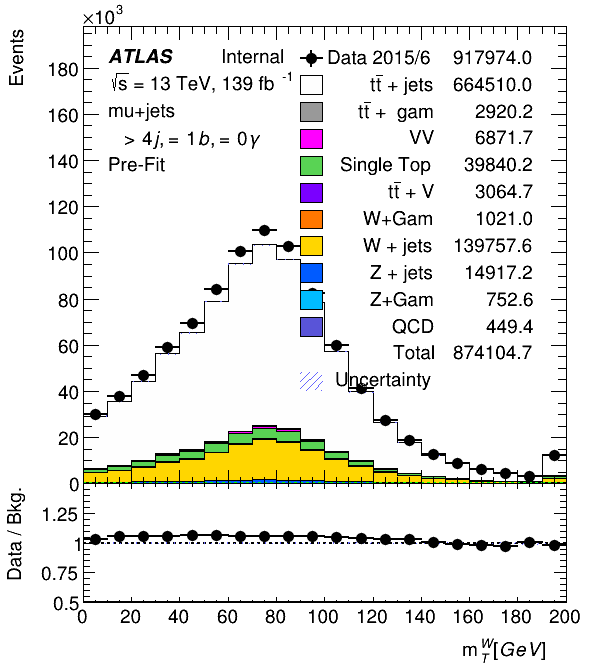 ×10³
Events
180
160
140
120
100
80
60
40
20
0
ATLAS Internal
√s = 13 TeV, 139 fb⁻¹
mu+jets
> 4j, = 1b, = 0γ
Pre-Fit
Data 2015/6 917974.0
tt̄ + jets 664510.0
tt̄ + gam 2920.2
VV 6871.7
Single Top 39840.2
tt̄ + V 3064.7
W+Gam 1021.0
W + jets 139757.6
Z + jets 14917.2
Z+Gam 752.6
QCD 449.4
Total 874104.7
Uncertainty
Data / Bkg.
1.25
1
0.75
0.5
0 20 40 60 80 100 120 140 160 180 200
m_T^W[GeV]